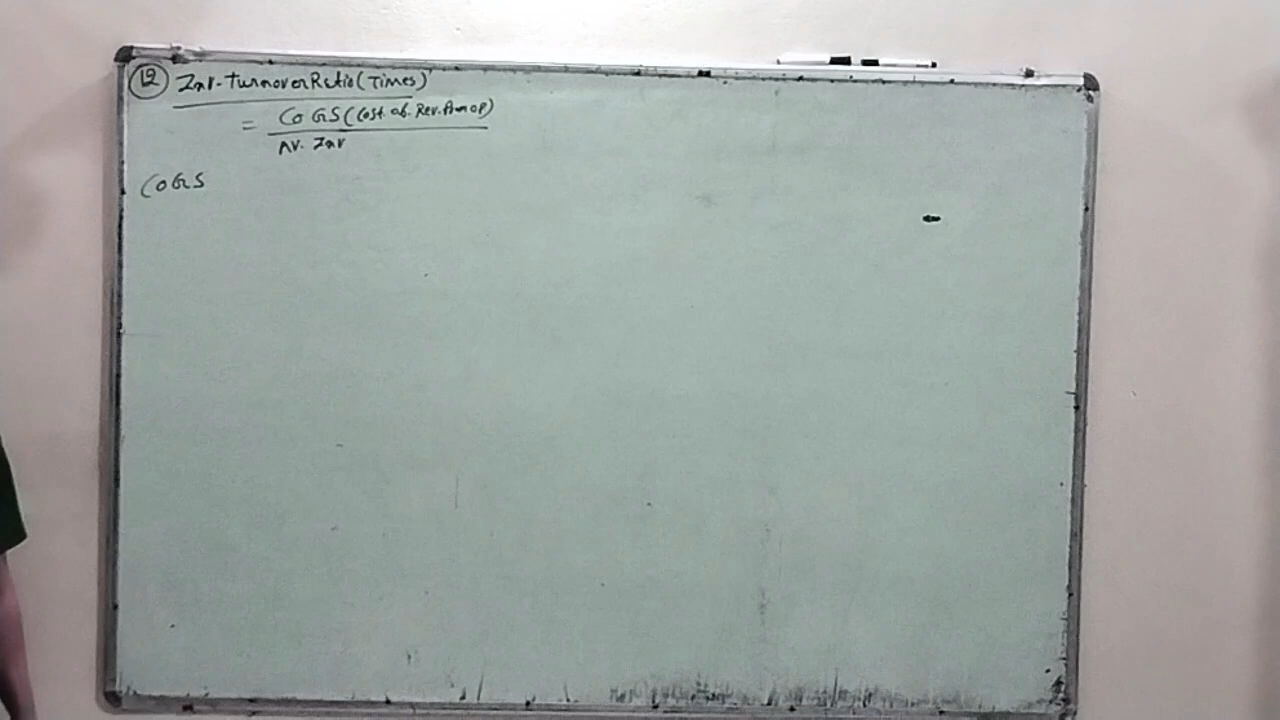 12 Inv. Turnover Ratio (Times)
= COGS (Cost of. Rev. from op)
Av. Inv
COGS